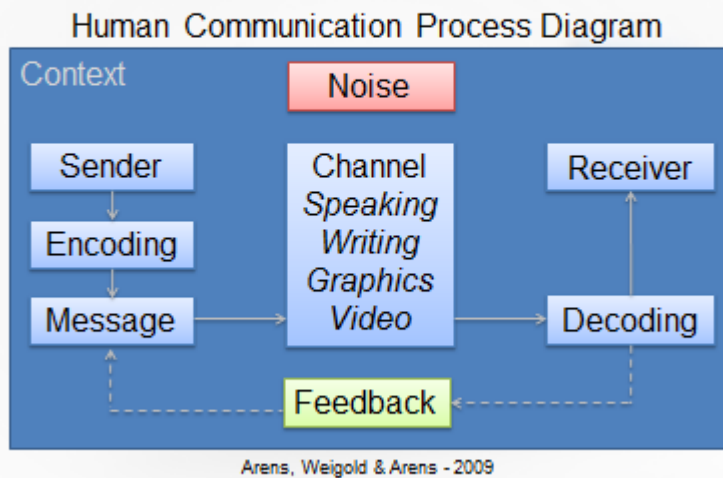 Human Communication Process Diagram
Context
Noise
Sender
Encoding
Message
Channel
Speaking
Writing
Graphics
Video
Receiver
Decoding
Feedback
Arens, Weigold & Arens - 2009